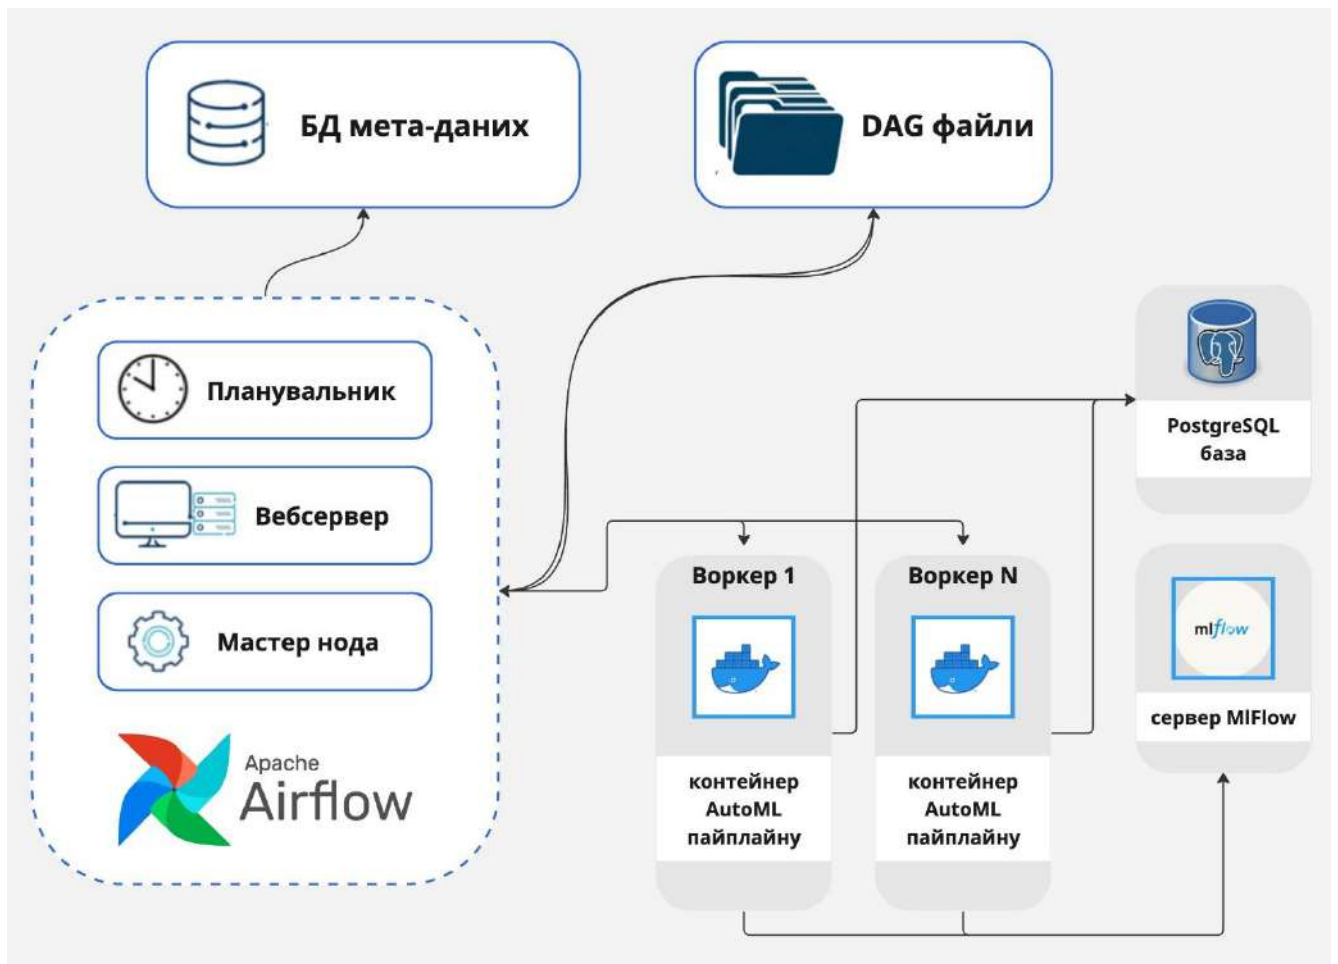 БД мета-даних
DAG файли
Планувальник
Вебсервер
Мастер нода
Apache
Airflow
Воркер 1
контейнер
AutoML
пайплайну
Воркер N
контейнер
AutoML
пайплайну
PostgreSQL
база
mlflow
сервер MlFlow